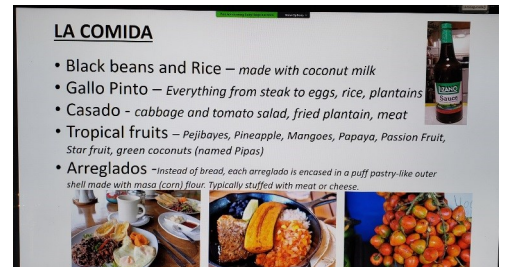 LA COMIDA
• Black beans and Rice – made with coconut milk
• Gallo Pinto – Everything from steak to eggs, rice, plantains
• Casado - cabbage and tomato salad, fried plantain, meat
• Tropical fruits – Pejibayes, Pineapple, Mangoes, Papaya, Passion Fruit,
Star fruit, green coconuts (named Pipas)
• Arreglados -Instead of bread, each arreglado is encased in a puff pastry-like outer
shell made with masa (corn) flour. Typically stuffed with meat or cheese.
LIZANO
Sauce